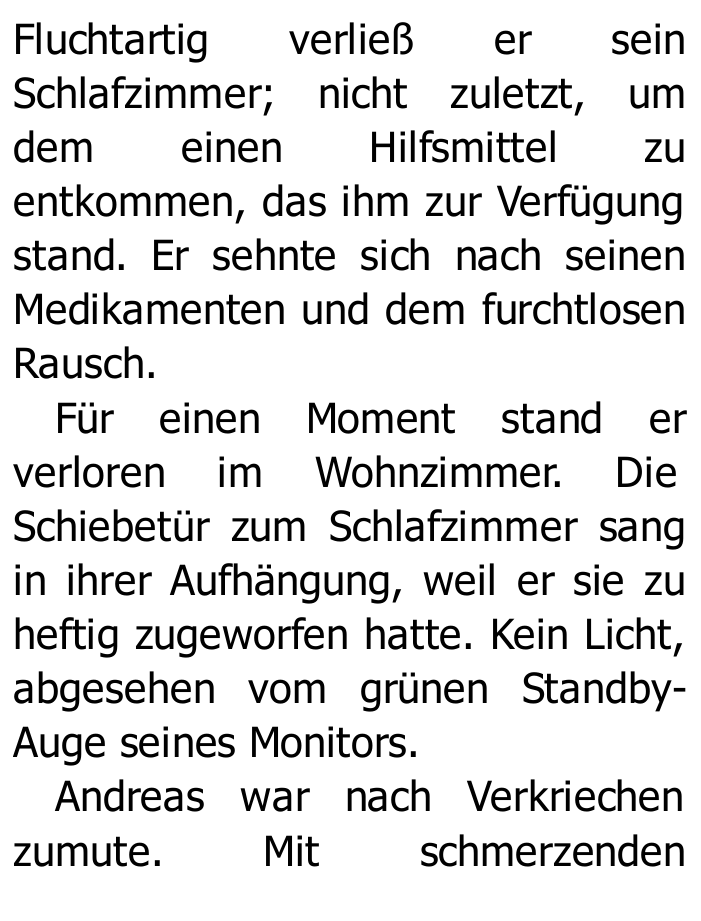 Fluchtartig verließ er sein
Schlafzimmer; nicht zuletzt, um
dem einen Hilfsmittel zu
entkommen, das ihm zur Verfügung
stand. Er sehnte sich nach seinen
Medikamenten und dem furchtlosen
Rausch.
Für einen Moment stand er
verloren im Wohnzimmer. Die
Schiebetür zum Schlafzimmer sang
in ihrer Aufhängung, weil er sie zu
heftig zugeworfen hatte. Kein Licht,
abgesehen vom grünen Standby-
Auge seines Monitors.
Andreas war nach Verkriechen
zumute. Mit schmerzenden